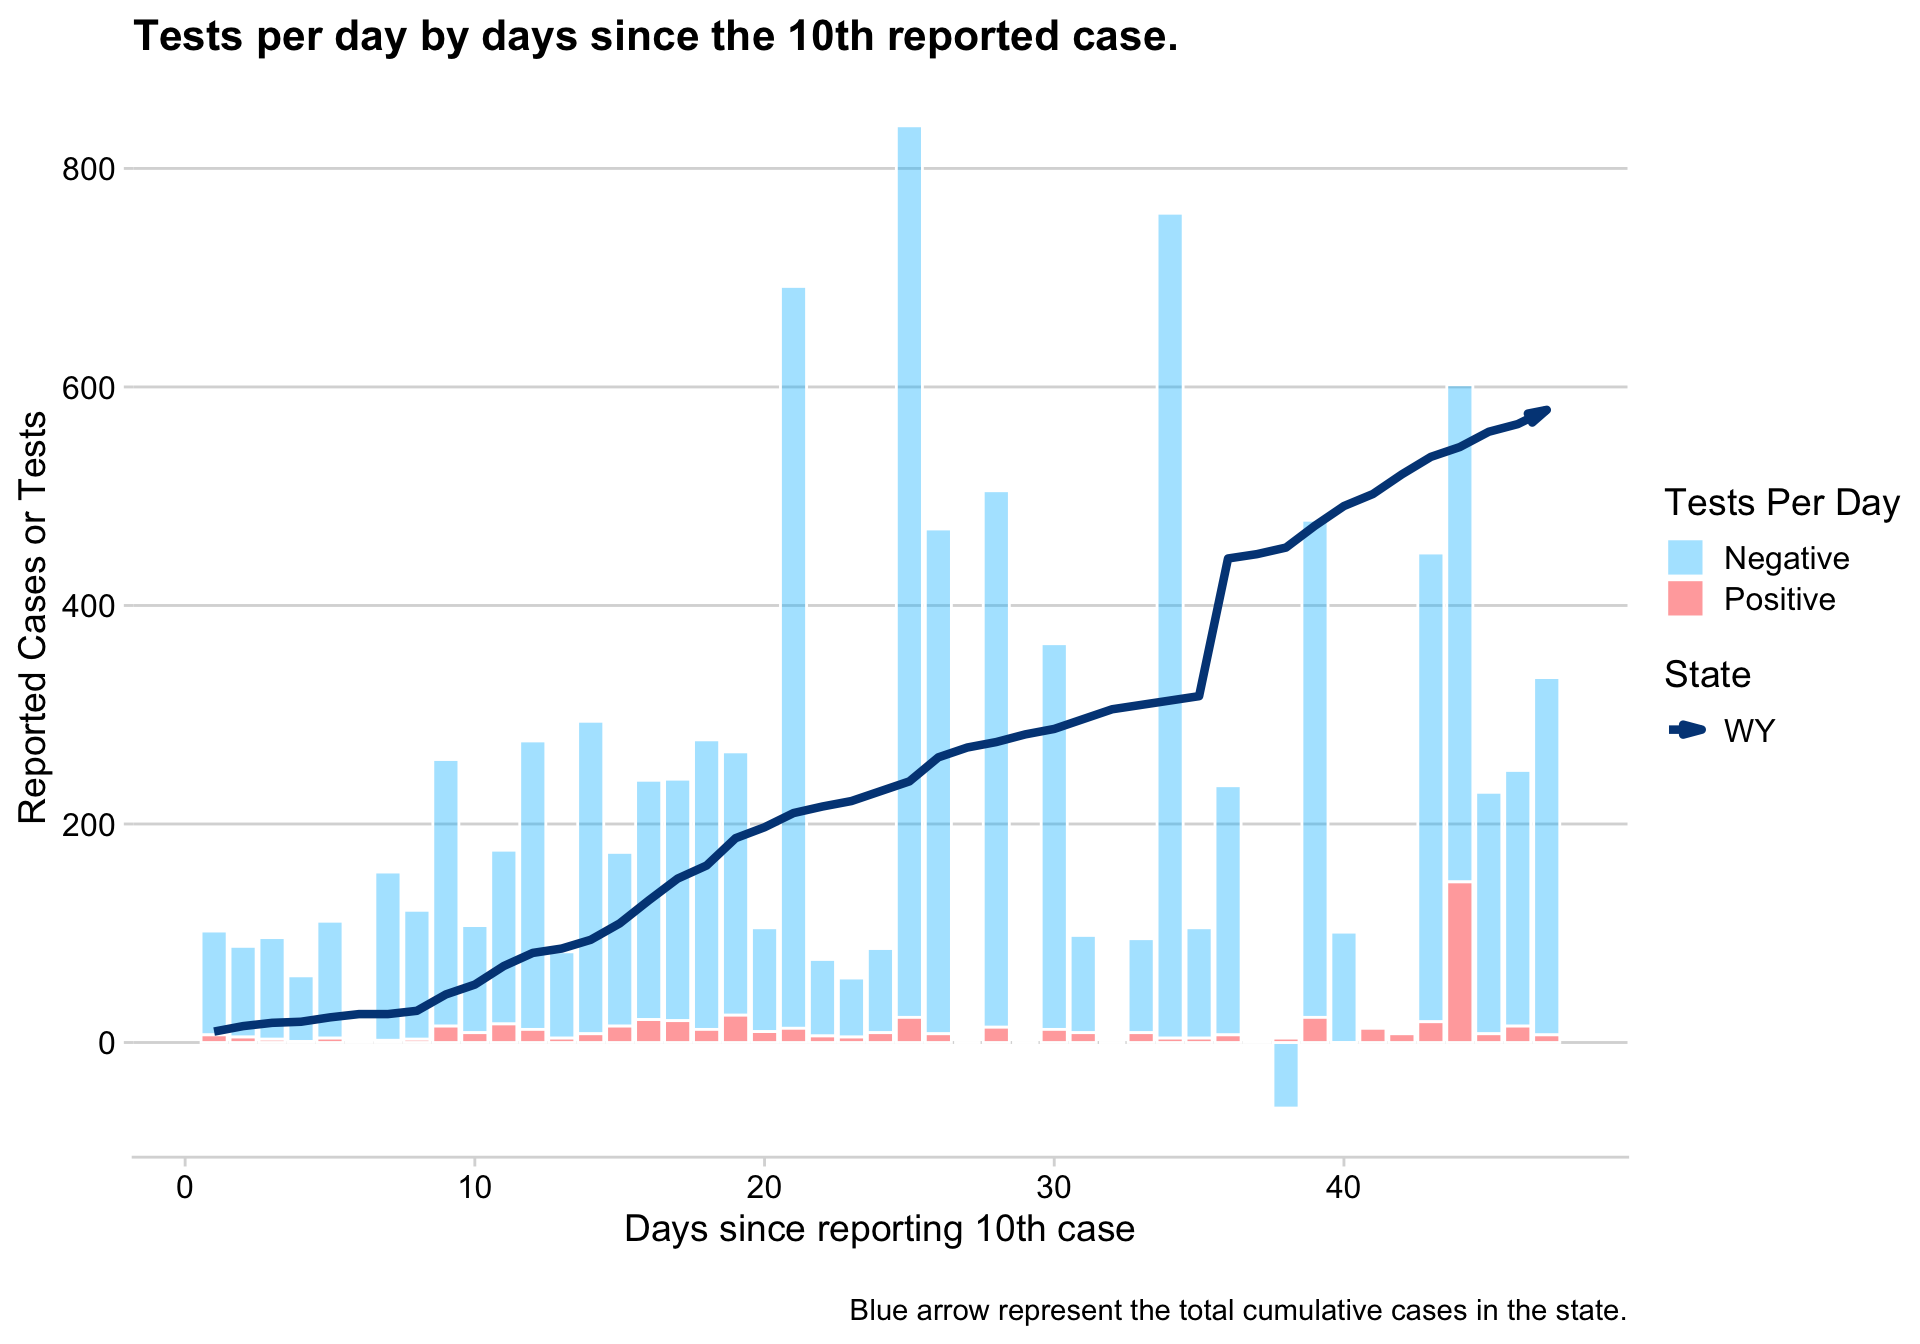 Tests per day by days since the 10th reported case.
Reported Cases or Tests
800
600
400
200
0
0 10 20 30 40
Days since reporting 10th case
Tests Per Day
Negative
Positive
State
WY
Blue arrow represent the total cumulative cases in the state.